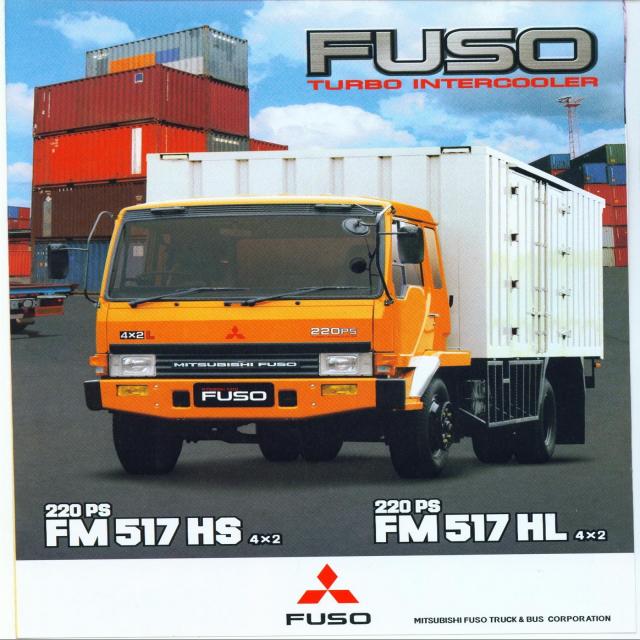 FUSO
TURBO INTERCOOLER
4×2L
220PS
MITSUBISHI FUSO
FUSO
220 PS
FM 517 HS 4×2
220 PS
FM 517 HL 4×2
FUSO
MITSUBISHI FUSO TRUCK & BUS CORPORATION